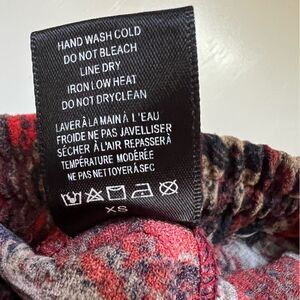 HAND WASH COLD
DO NOT BLEACH
LINE DRY
IRON LOW HEAT
DO NOT DRYCLEAN
LAVER À LA MAIN À L'EAU
FROIDE NE PAS JAVELLISER
SÉCHER À L'AIR REPASSER À
TEMPÉRATURE MODÉRÉE
NE PAS NETTOYER À SEC
XS